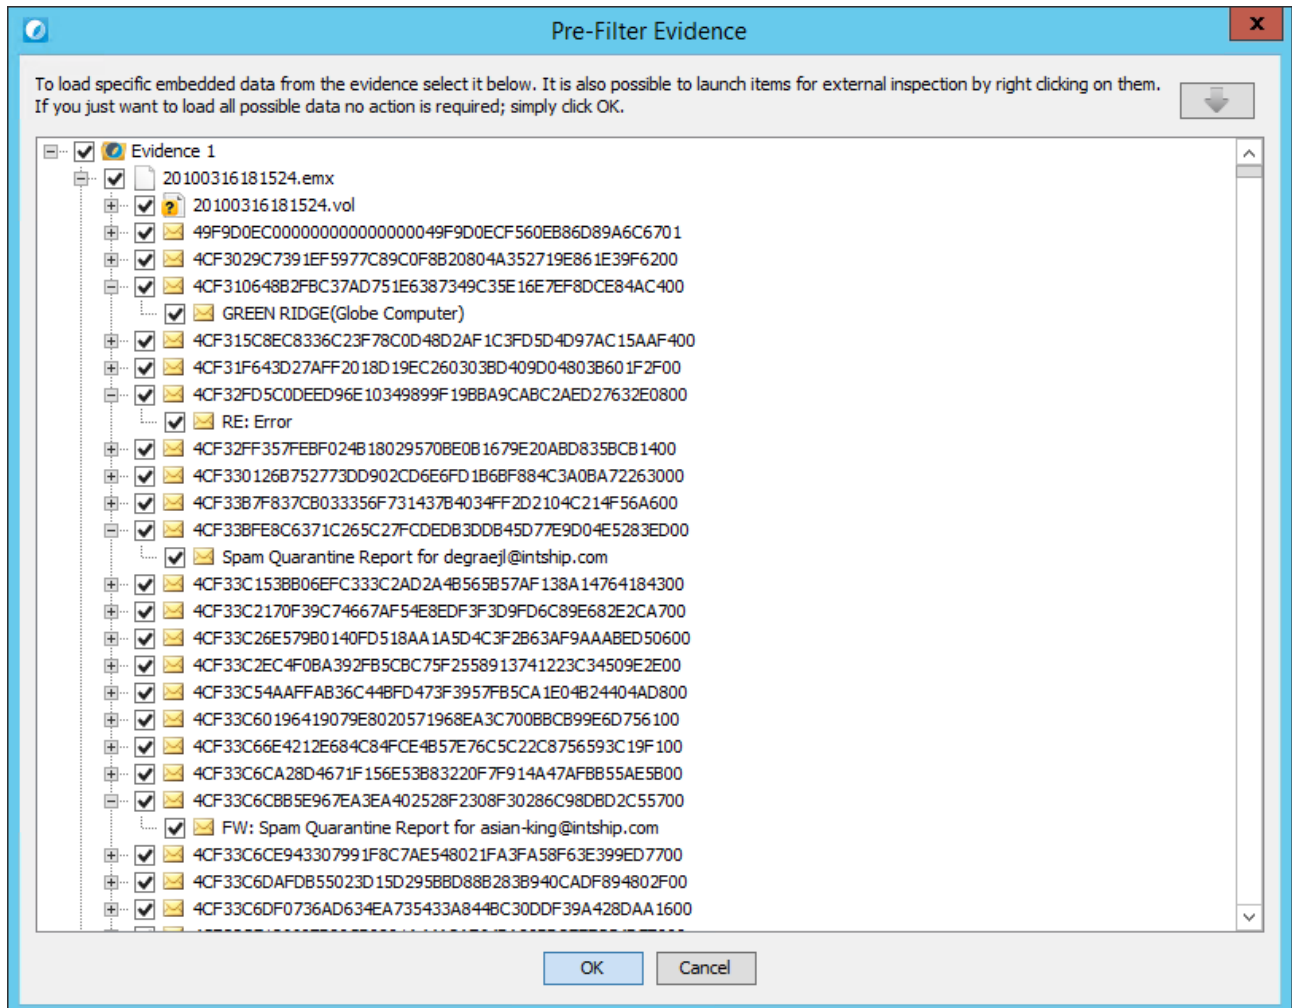 Pre-Filter Evidence
x
To load specific embedded data from the evidence select it below. It is also possible to launch items for external inspection by right clicking on them.
If you just want to load all possible data no action is required; simply click OK.
Evidence 1
20100316181524.emx
20100316181524.vol
49F9D0EC000000000000000049F9D0ECF560EB86D89A6C6701
4CF3029C7391EF5977C89C0F8B20804A352719E861E39F6200
4CF310648B2FBC37AD751E6387349C35E16E7EF8DCE84AC400
GREEN RIDGE(Globe Computer)
4CF315C8EC8336C23F78C0D48D2AF1C3FD5D4D97AC15AAF400
4CF31F643D27AFF2018D19EC260303BD409D04803B601F2F00
4CF32FD5C0DEED96E10349899F19BBA9CABC2AED27632E0800
RE: Error
4CF32FF357FEBF024B18029570BE0B1679E20ABD835BCB1400
4CF330126B752773DD902CD6E6FD1B6BF884C3A0BA72263000
4CF33B7F837CB033356F731437B4034FF2D2104C214F56A600
4CF33BFE8C6371C265C27FCDEDB3DDB45D77E9D04E5283ED00
Spam Quarantine Report for degraejl@intship.com
4CF33C153BB06EFC333C2AD2A4B565B57AF138A14764184300
4CF33C2170F39C74667AF54E8EDF3F3D9FD6C89E682E2CA700
4CF33C26E579B0140FD518AA1A5D4C3F2B63AF9AAABED50600
4CF33C2EC4F0BA392FB5CBC75F2558913741223C34509E2E00
4CF33C54AAFFAB36C44BFD473F3957FB5CA1E04B24404AD800
4CF33C60196419079E8020571968EA3C700BBCB99E6D756100
4CF33C66E4212E684C84FCE4B57E76C5C22C8756593C19F100
4CF33C6CA28D4671F156E53B83220F7F914A47AFBB55AE5B00
4CF33C6CBB5E967EA3EA402528F2308F30286C98DBD2C55700
FW: Spam Quarantine Report for asian-king@intship.com
4CF33C6CE943307991F8C7AE548021FA3FA58F63E399ED7700
4CF33C6DAFDB55023D15D295BBD88B283B940CADF894802F00
4CF33C6DF0736AD634EA735433A844BC30DDF39A428DAA1600
OK
Cancel